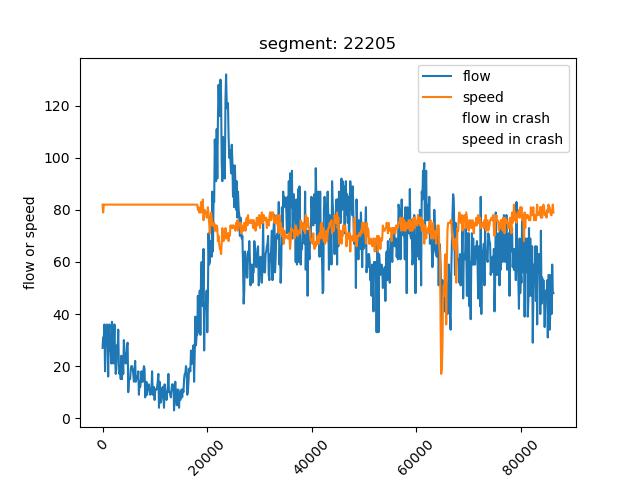 segment: 22205
flow
speed
flow in crash
speed in crash
flow or speed
120
100
80
60
40
20
0
0
20000
40000
60000
80000